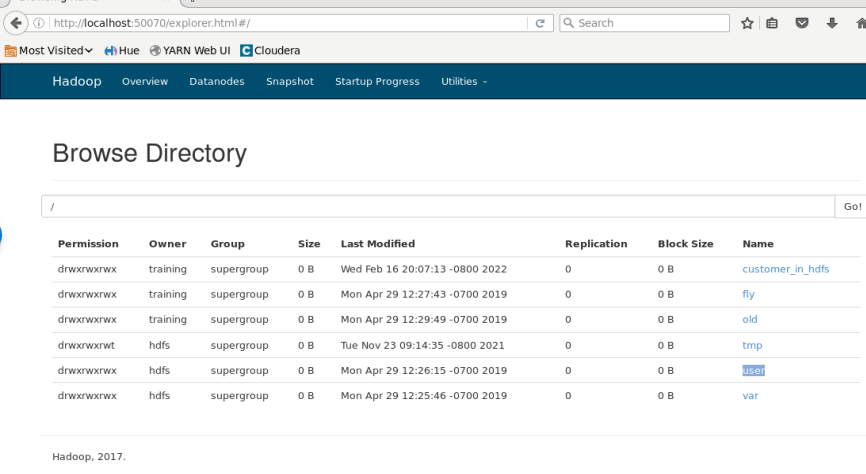 http://localhost:50070/explorer.html#/ Search
Most Visited Hue YARN Web UI Cloudera
Hadoop Overview Datanodes Snapshot Startup Progress Utilities
Browse Directory
/ Go!
Permission Owner Group Size Last Modified Replication Block Size Name
drwxrwxrwx training supergroup 0 B Wed Feb 16 20:07:13 -0800 2022 0 0 B customer_in_hdfs
drwxrwxrwx training supergroup 0 B Mon Apr 29 12:27:43 -0700 2019 0 0 B fly
drwxrwxrwx training supergroup 0 B Mon Apr 29 12:29:49 -0700 2019 0 0 B old
drwxrwxrwt hdfs supergroup 0 B Tue Nov 23 09:14:35 -0800 2021 0 0 B tmp
drwxrwxrwx hdfs supergroup 0 B Mon Apr 29 12:26:15 -0700 2019 0 0 B user
drwxrwxrwx hdfs supergroup 0 B Mon Apr 29 12:25:46 -0700 2019 0 0 B var
Hadoop, 2017.